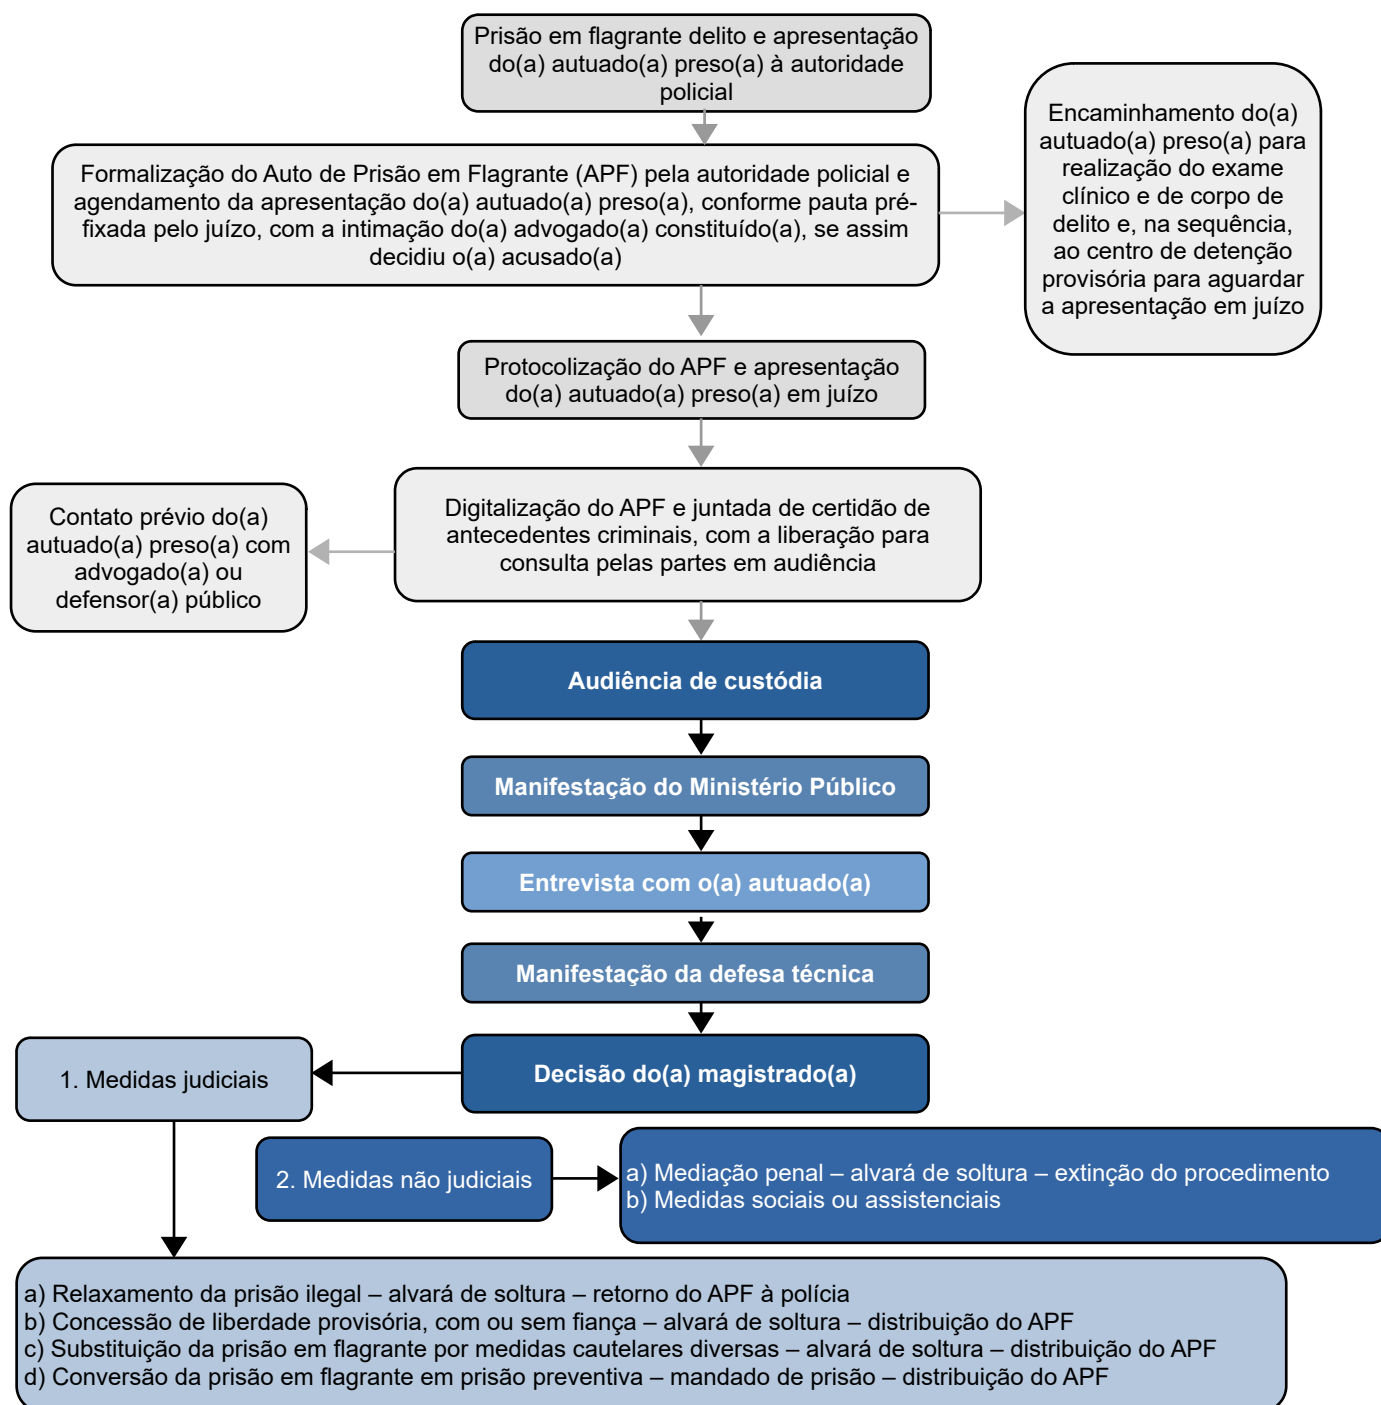 Prisão em flagrante delito e apresentação
do(a) autuado(a) preso(a) à autoridade
policial
Encaminhamento do(a)
autuado(a) preso(a) para
realização do exame
clínico e de corpo de
delito e, na sequência,
ao centro de detenção
provisória para aguardar
a apresentação em juízo
Formalização do Auto de Prisão em Flagrante (APF) pela autoridade policial e
agendamento da apresentação do(a) autuado(a) preso(a), conforme pauta pré-
fixada pelo juízo, com a intimação do(a) advogado(a) constituído(a), se assim
decidiu o(a) acusado(a)
Protocolização do APF e apresentação
do(a) autuado(a) preso(a) em juízo
Digitalização do APF e juntada de certidão de
antecedentes criminais, com a liberação para
consulta pelas partes em audiência
Contato prévio do(a)
autuado(a) preso(a) com
advogado(a) ou
defensor(a) público
Audiência de custódia
Manifestação do Ministério Público
Entrevista com o(a) autuado(a)
Manifestação da defesa técnica
Decisão do(a) magistrado(a)
1. Medidas judiciais
2. Medidas não judiciais
a) Mediação penal – alvará de soltura – extinção do procedimento
b) Medidas sociais ou assistenciais
a) Relaxamento da prisão ilegal – alvará de soltura – retorno do APF à polícia
b) Concessão de liberdade provisória, com ou sem fiança – alvará de soltura – distribuição do APF
c) Substituição da prisão em flagrante por medidas cautelares diversas – alvará de soltura – distribuição do APF
d) Conversão da prisão em flagrante em prisão preventiva – mandado de prisão – distribuição do APF